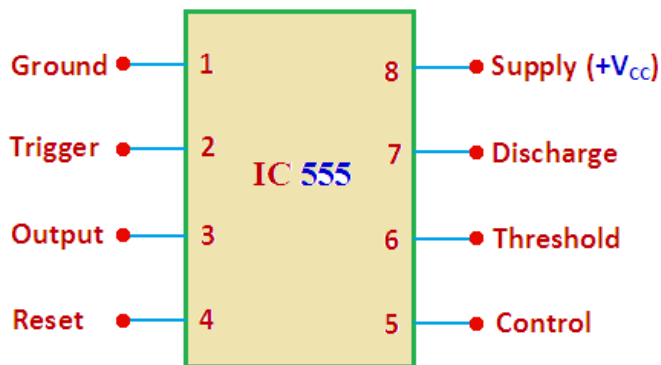 Ground 1 8 Supply (+VCC)
Trigger 2 7 Discharge
IC 555
Output 3 6 Threshold
Reset 4 5 Control